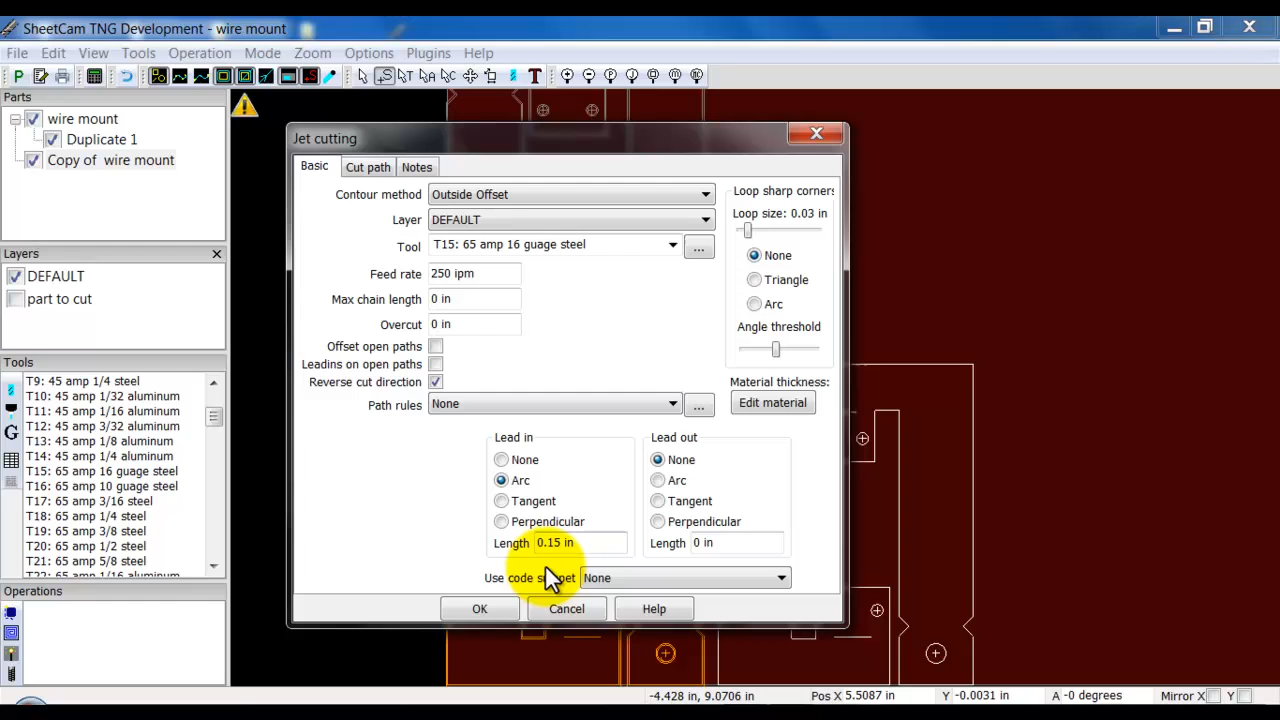 SheetCam TNG Development - wire mount
File Edit View Tools Operation Mode Zoom Options Plugins Help
P T A C T P J
Parts
wire mount
Duplicate 1
Copy of wire mount
Layers
DEFAULT
part to cut
Tools
T9: 45 amp 1/4 steel
T10: 45 amp 1/32 aluminum
T11: 45 amp 1/16 aluminum
T12: 45 amp 3/32 aluminum
T13: 45 amp 1/8 aluminum
T14: 45 amp 1/4 aluminum
T15: 65 amp 16 guage steel
T16: 65 amp 10 guage steel
T17: 65 amp 3/16 steel
T18: 65 amp 1/4 steel
T19: 65 amp 3/8 steel
T20: 65 amp 1/2 steel
T21: 65 amp 5/8 steel
T22: 65 amp 1/16 aluminum
G
Operations
Jet cutting
Basic Cut path Notes
Contour method Outside Offset
Layer DEFAULT
Tool T15: 65 amp 16 guage steel ...
Feed rate 250 ipm
Max chain length 0 in
Overcut 0 in
Offset open paths
Leadins on open paths
Reverse cut direction
Path rules None ...
Loop sharp corners
Loop size: 0.03 in
None
Triangle
Arc
Angle threshold
Material thickness:
Edit material
Lead in
None
Arc
Tangent
Perpendicular
Length 0.15 in
Lead out
None
Arc
Tangent
Perpendicular
Length 0 in
Use code snippet None
OK Cancel Help
-4.428 in, 9.0706 in Pos X 5.5087 in Y -0.0031 in A -0 degrees Mirror X Y